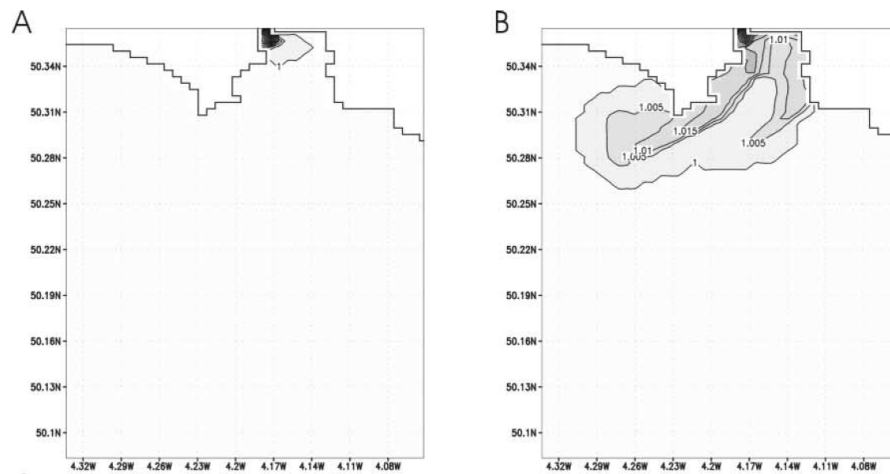 A
B
50.34N
50.31N
50.28N
50.25N
50.22N
50.19N
50.16N
50.13N
50.1N
4.32W 4.29W 4.26W 4.23W 4.2W 4.17W 4.14W 4.11W 4.08W
1
50.34N
50.31N
50.28N
50.25N
50.22N
50.19N
50.16N
50.13N
50.1N
4.32W 4.29W 4.26W 4.23W 4.2W 4.17W 4.14W 4.11W 4.08W
1.01
1.005
1.015
1.01
1.005
1.005
1